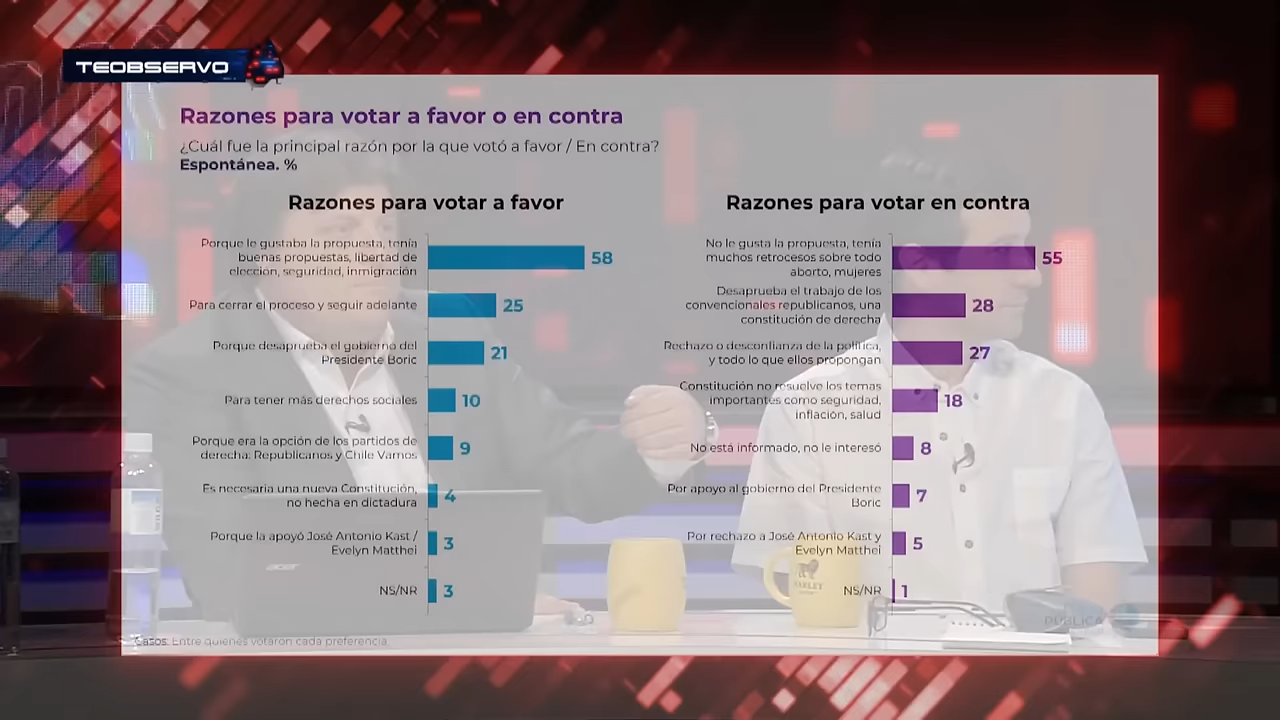 TEOBSERVO
Razones para votar a favor o en contra
¿Cuál fue la principal razón por la que votó a favor / En contra?
Espontánea. %
Razones para votar a favor
Porque le gustaba la propuesta, tenía
buenas propuestas, libertad de
elección, seguridad, inmigración
58
Para cerrar el proceso y seguir adelante
25
Porque desaprueba el gobierno del
Presidente Boric
21
Para tener más derechos sociales
10
Porque era la opción de los partidos de
derecha: Republicanos y Chile Vamos
9
Es necesaria una nueva Constitución,
no hecha en dictadura
4
Porque la apoyó José Antonio Kast /
Evelyn Matthei
3
NS/NR
3
Razones para votar en contra
No le gusta la propuesta, tenía
muchos retrocesos sobre todo
aborto, mujeres
55
Desaprueba el trabajo de los
convencionales republicanos, una
constitución de derecha
28
Rechazo o desconfianza de la política,
y todo lo que ellos propongan
27
Constitución no resuelve los temas
importantes como seguridad,
inflación, salud
18
No está informado, no le interesó
8
Por apoyo al gobierno del Presidente
Boric
7
Por rechazo a José Antonio Kast y
Evelyn Matthei
5
NS/NR
1
Casos: Entre quienes votaron cada preferencia
acer
PUBLICA